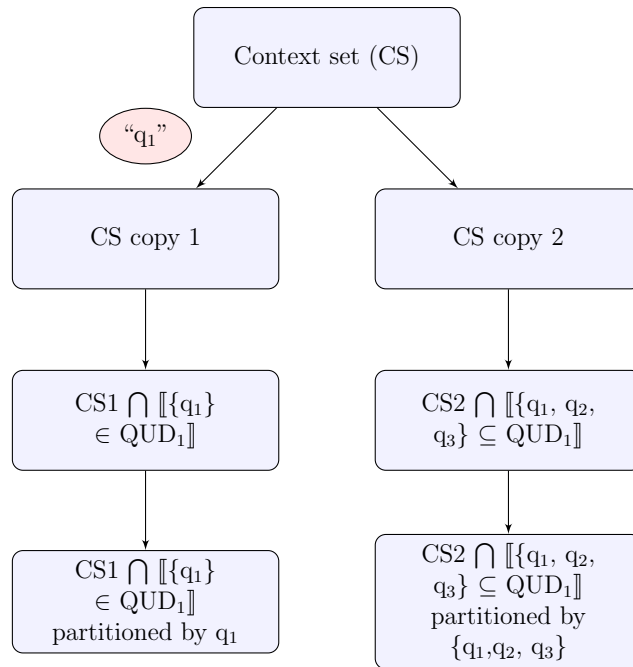 Context set (CS)
“q₁”
CS copy 1
CS copy 2
CS1 ⋂ ⟦{q₁}
∈ QUD₁⟧
CS2 ⋂ ⟦{q₁, q₂,
q₃} ⊆ QUD₁⟧
CS1 ⋂ ⟦{q₁}
∈ QUD₁⟧
partitioned by q₁
CS2 ⋂ ⟦{q₁, q₂,
q₃} ⊆ QUD₁⟧
partitioned by
{q₁,q₂, q₃}